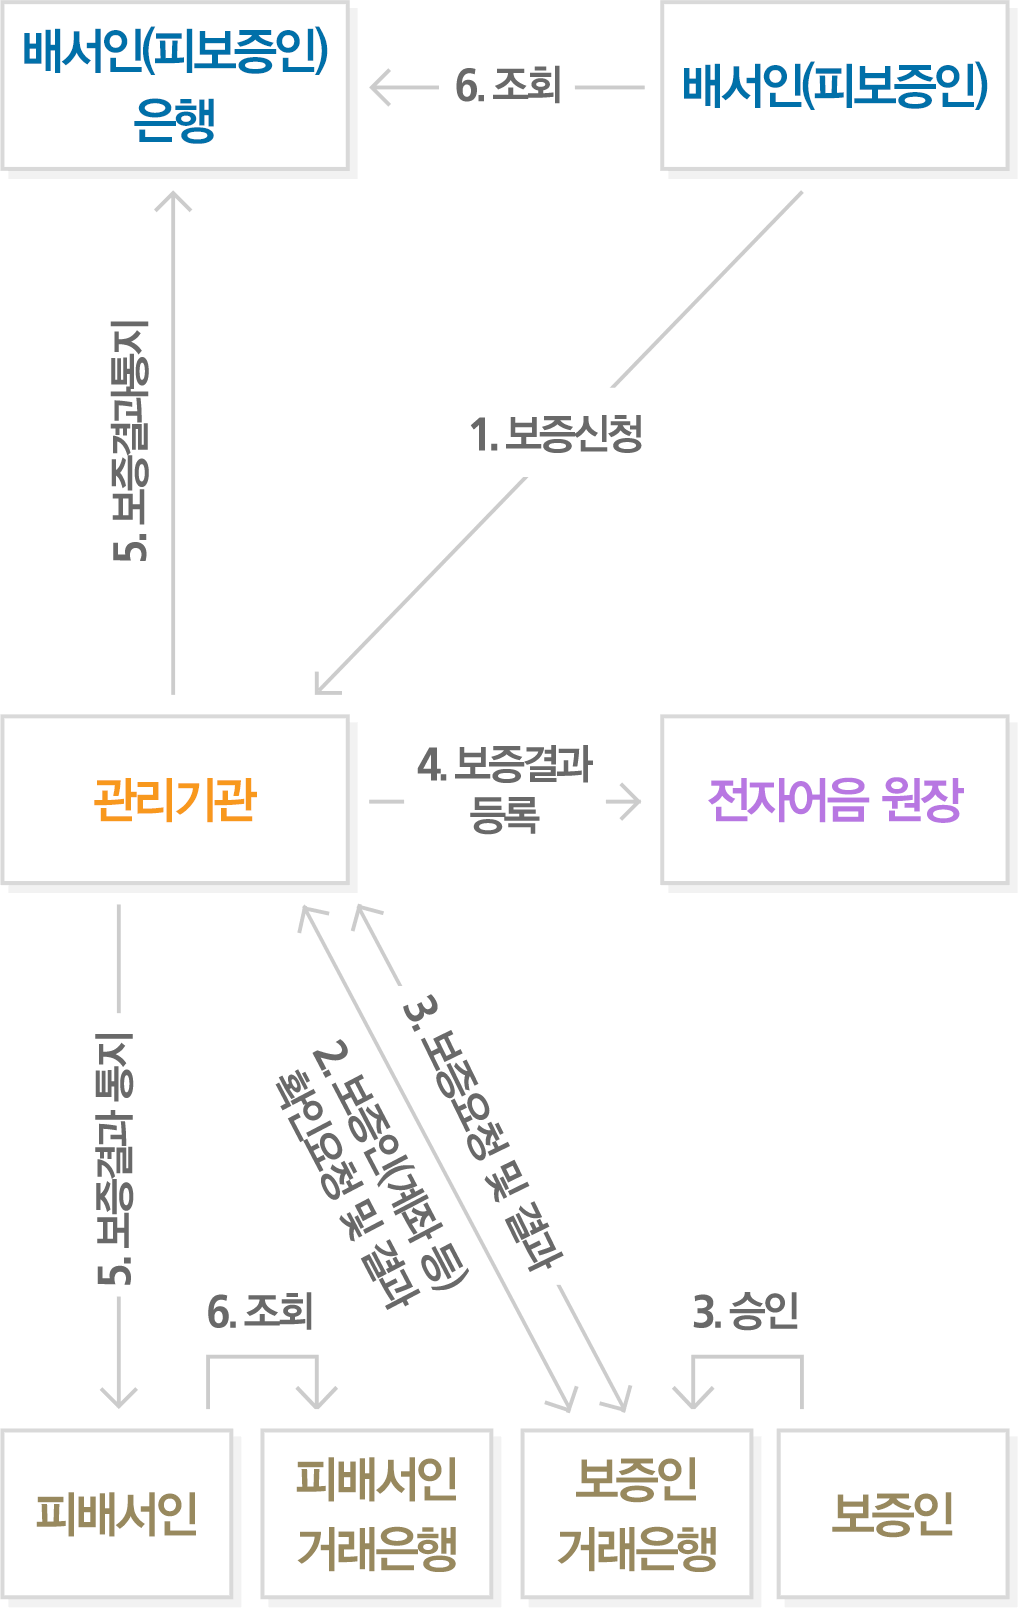 배서인(피보증인)
은행
6. 조회
배서인(피보증인)
5. 보증결과통지
1. 보증신청
관리기관
4. 보증결과
등록
전자어음 원장
5. 보증결과 통지
2. 보증인(계좌 등)
확인요청 및 결과
3. 보증요청 및 결과
6. 조회
3. 승인
피배서인
피배서인
거래은행
보증인
거래은행
보증인